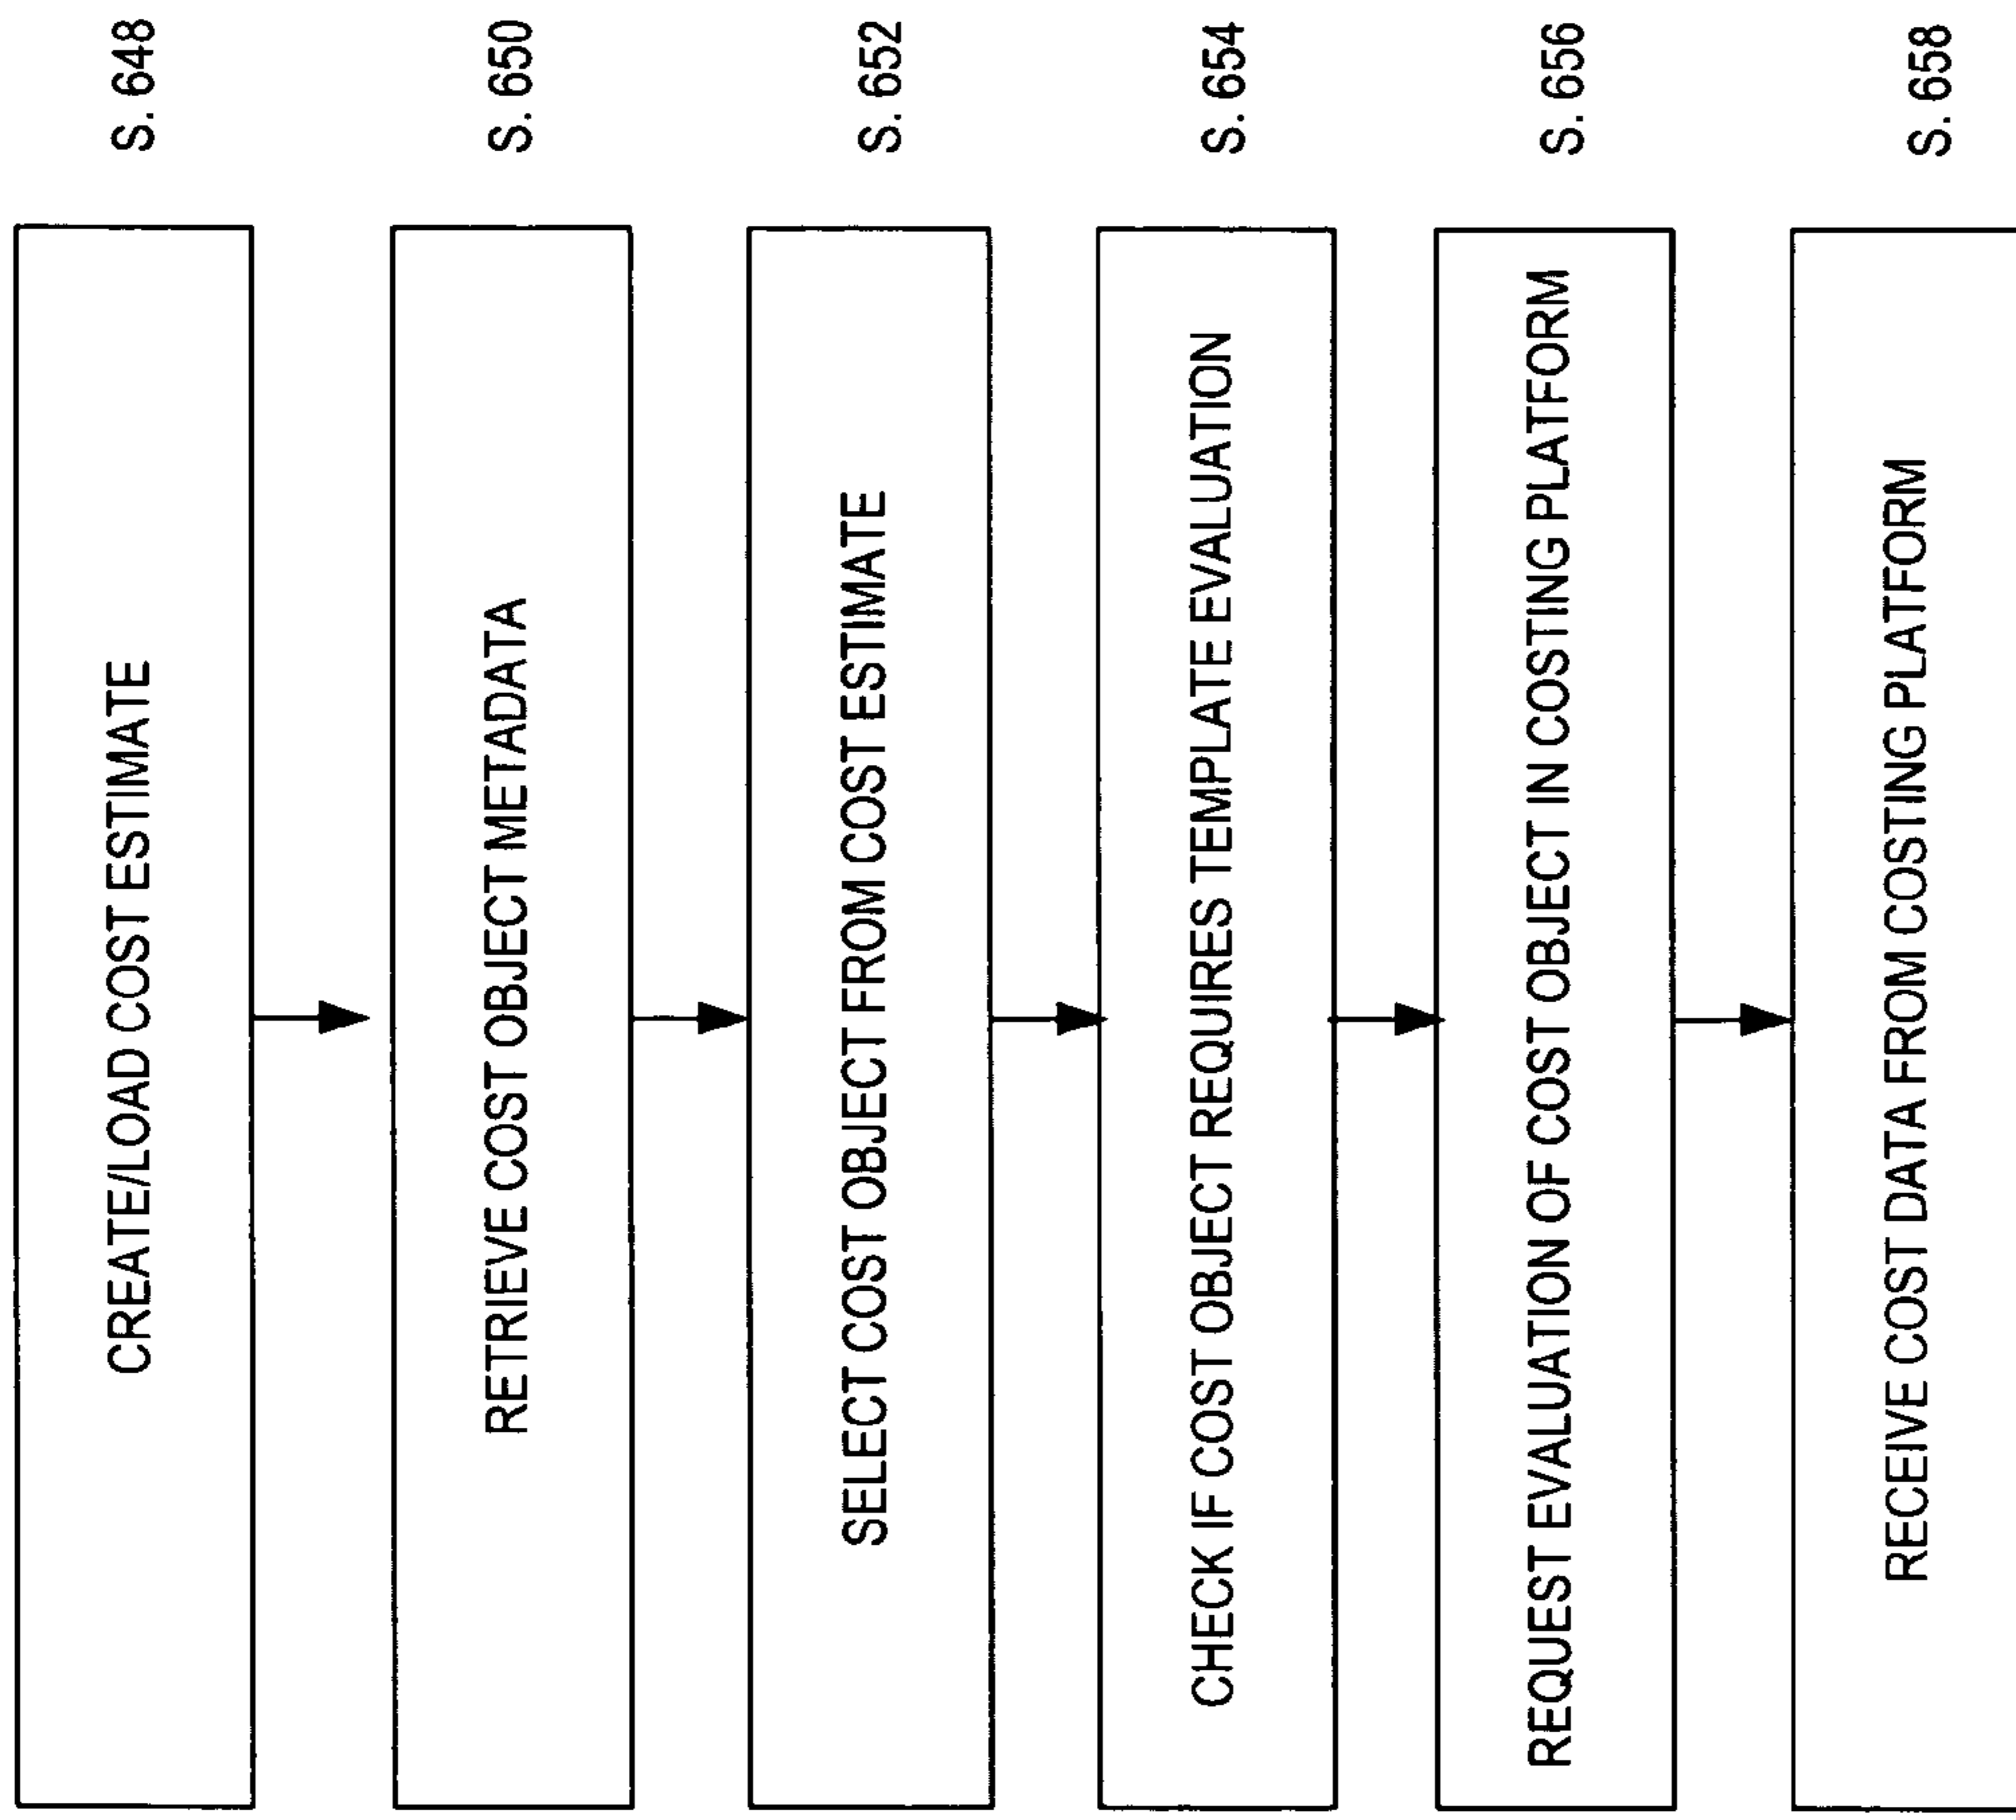 CREATE/LOAD COST ESTIMATE
S. 648
RETRIEVE COST OBJECT METADATA
S. 650
SELECT COST OBJECT FROM COST ESTIMATE
S. 652
CHECK IF COST OBJECT REQUIRES TEMPLATE EVALUATION
S. 654
REQUEST EVALUATION OF COST OBJECT IN COSTING PLATFORM
S. 656
RECEIVE COST DATA FROM COSTING PLATFORM
S. 658